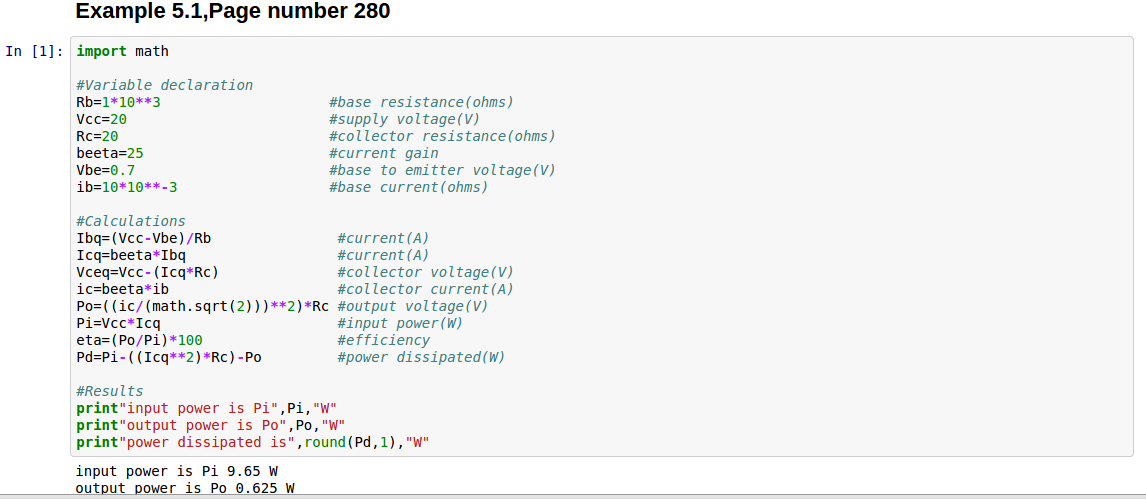 Example 5.1,Page number 280
In [1]: import math
#Variable declaration
Rb=1*10**3 #base resistance(ohms)
Vcc=20 #supply voltage(V)
Rc=20 #collector resistance(ohms)
beeta=25 #current gain
Vbe=0.7 #base to emitter voltage(V)
ib=10*10**-3 #base current(ohms)
#Calculations
Ibq=(Vcc-Vbe)/Rb #current(A)
Icq=beeta*Ibq #current(A)
Vceq=Vcc-(Icq*Rc) #collector voltage(V)
ic=beeta*ib #collector current(A)
Po=((ic/(math.sqrt(2)))**2)*Rc #output voltage(V)
Pi=Vcc*Icq #input power(W)
eta=(Po/Pi)*100 #efficiency
Pd=Pi-((Icq**2)*Rc)-Po #power dissipated(W)
#Results
print"input power is Pi",Pi,"W"
print"output power is Po",Po,"W"
print"power dissipated is",round(Pd,1),"W"
input power is Pi 9.65 W
output power is Po 0.625 W